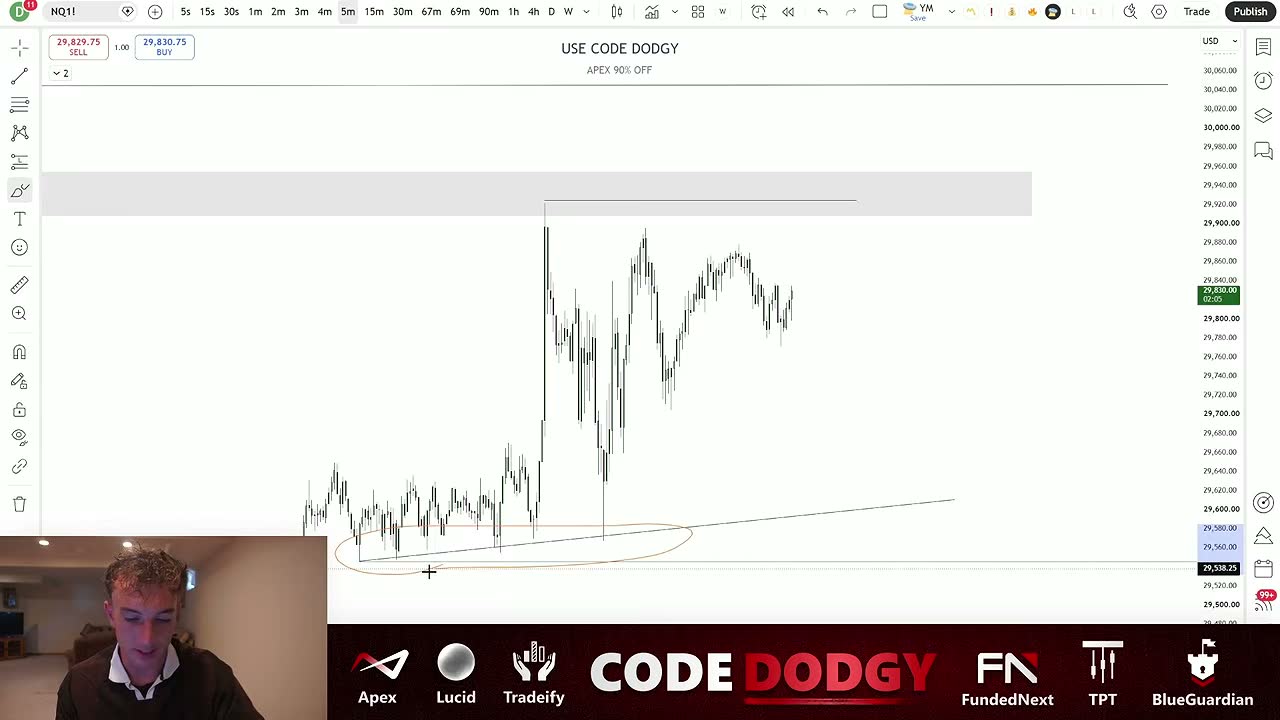 D 11 NQ1! 5s 15s 30s 1m 2m 3m 4m 5m 15m 30m 67m 69m 90m 1h 4h D W W YM Save L L Trade Publish
29,829.75 SELL 1.00 29,830.75 BUY
2
USE CODE DODGY
APEX 90% OFF
USD
30,060.00
30,040.00
30,020.00
30,000.00
29,980.00
29,960.00
29,940.00
29,920.00
29,900.00
29,880.00
29,860.00
29,840.00
29,830.00
02:05
29,800.00
29,780.00
29,760.00
29,740.00
29,720.00
29,700.00
29,680.00
29,660.00
29,640.00
29,620.00
29,600.00
29,580.00
29,560.00
29,538.25
29,520.00
29,500.00
29,480.00
99+
T
L
Apex
Lucid
Tradeify
CODE DODGY
FN
FundedNext
TPT
BlueGuardian